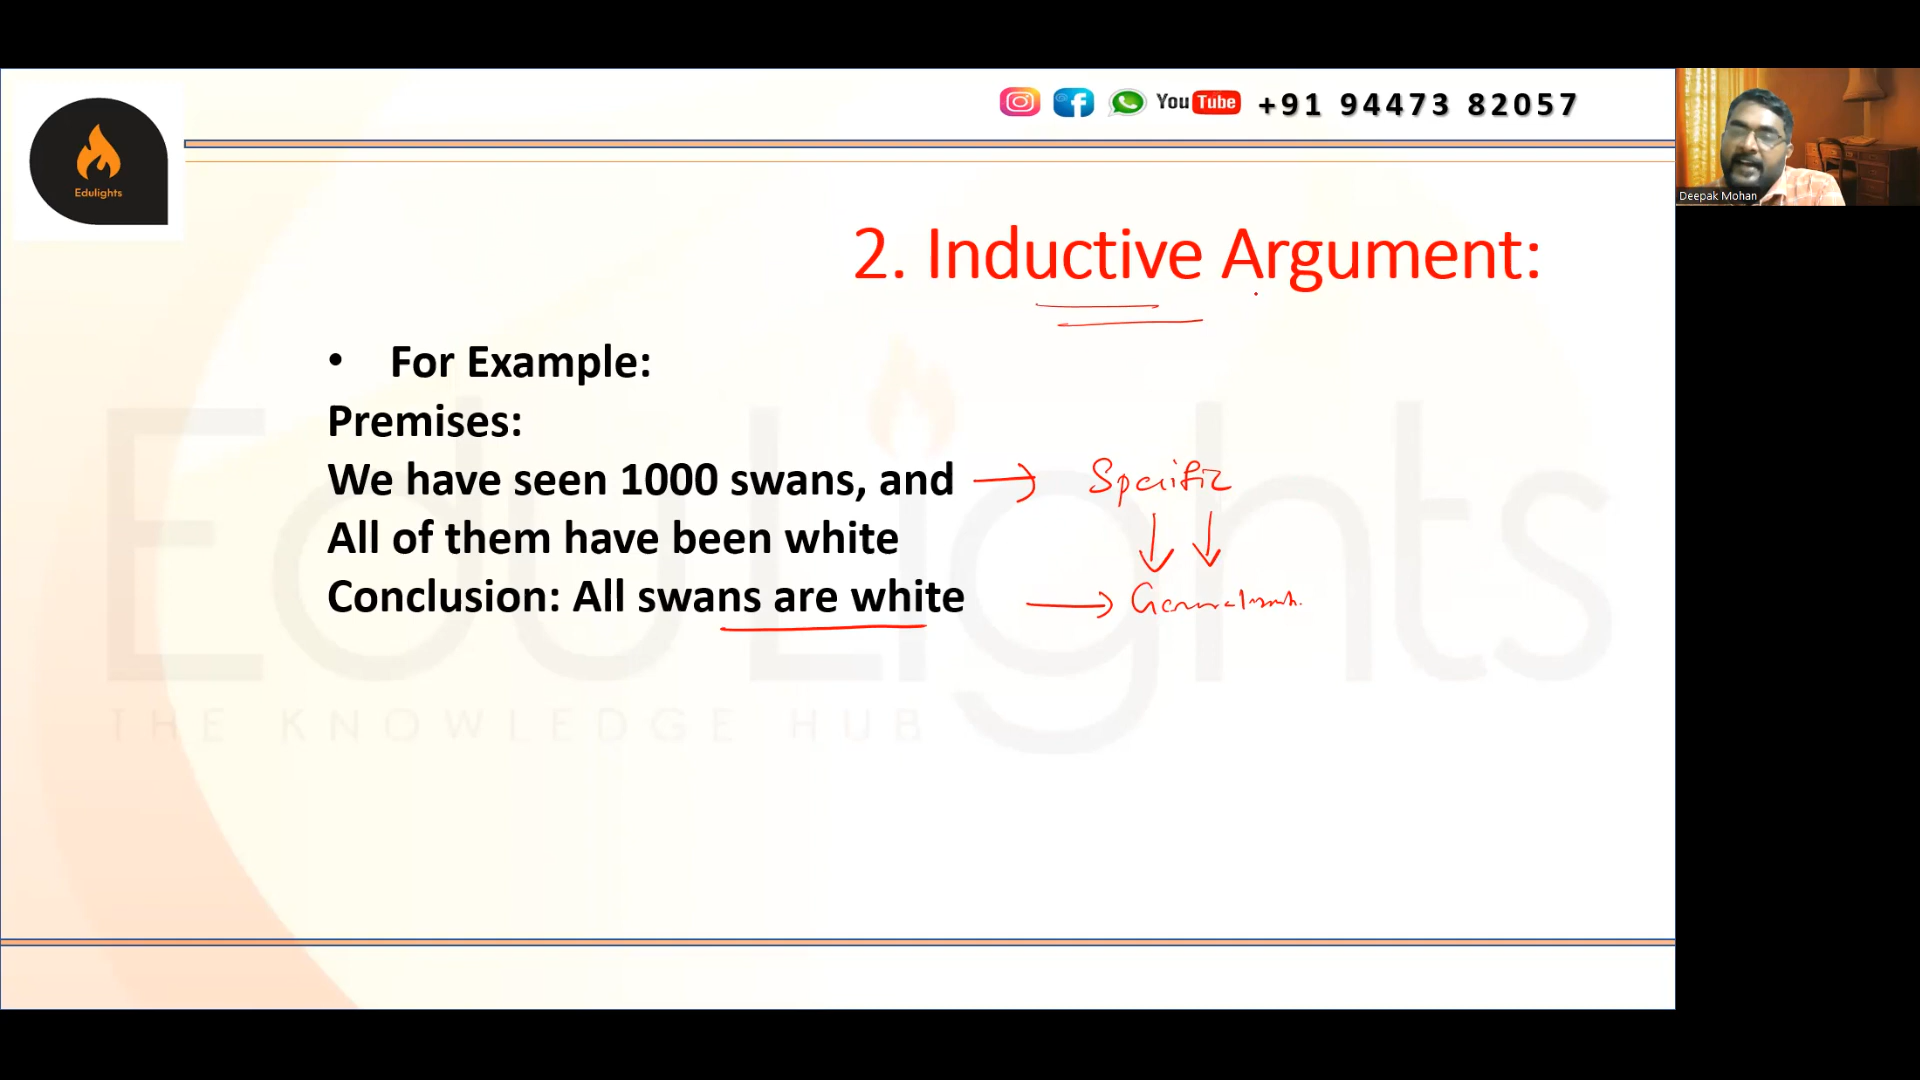 You Tube +91 94473 82057
Edulights
Deepak Mohan
2. Inductive Argument:
• For Example:
Premises:
We have seen 1000 swans, and → Specific
All of them have been white
Conclusion: All swans are white →
EduLights
THE KNOWLEDGE HUB